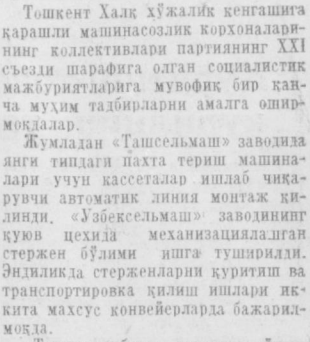 Тошкент Халқ хўжалик кенгашига
қарашли машинасозлик корхоналари-
нинг коллективлари партиянинг XXI
съезди шарафига олган социалистик
мажбуриятларига мувофиқ бир қан-
ча муҳим тадбирларни амалга ошир-
моқдалар.
Жумладан «Ташсельмаш» заводида
янги типдаги пахта териш машина-
лари учун кассеталар ишлаб чиқа-
рувчи автоматик линия монтаж қи-
линди. «Узбексельмаш» заводининг
қуюв цехида механизациялашган
стержен бўлими ишга туширилди.
Эндиликда стерженларни қуритиш ва
транспортировка қилиш ишлари ик-
кита махсус конвейерларда бажарил-
моқда.